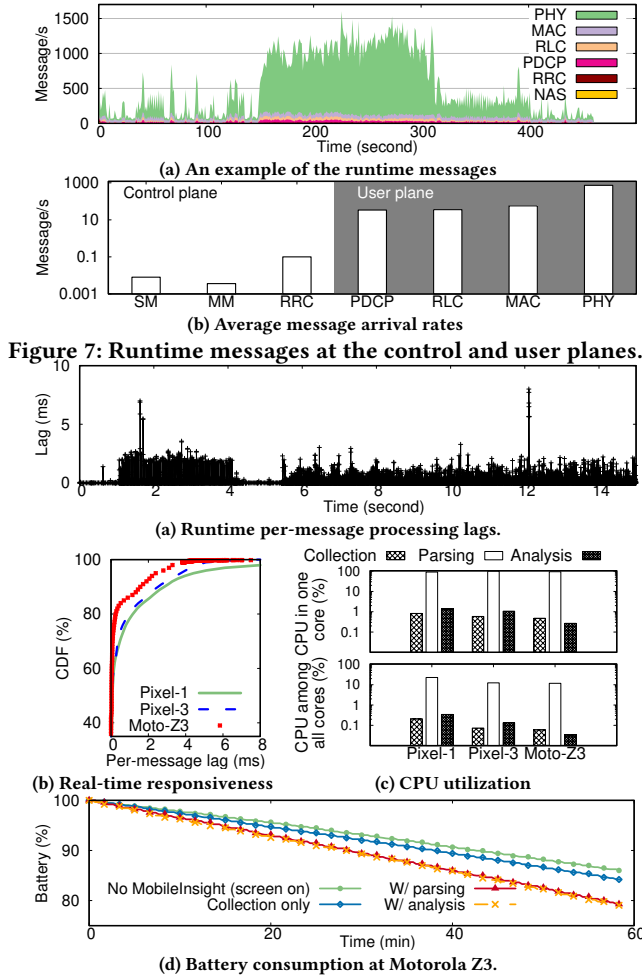 1500
1000
500
0
Message/s
PHY
MAC
RLC
PDCP
RRC
NAS
0 100 200 300 400
Time (second)
(a) An example of the runtime messages
1000
10
0.1
0.001
Message/s
Control plane User plane
SM MM RRC PDCP RLC MAC PHY
(b) Average message arrival rates
Figure 7: Runtime messages at the control and user planes.
10
5
0
Lag (ms)
0 2 4 6 8 10 12 14
Time (second)
(a) Runtime per-message processing lags.
100
80
60
40
CDF (%)
Pixel-1
Pixel-3
Moto-Z3
0 2 4 6 8
Per-message lag (ms)
(b) Real-time responsiveness
Collection Parsing Analysis
100
10
1
0.1
CPU in one
core (%)
100
10
1
0.1
CPU among
all cores (%)
Pixel-1 Pixel-3 Moto-Z3
(c) CPU utilization
100
90
80
Battery (%)
No MobileInsight (screen on)
Collection only
W/ parsing
W/ analysis
0 20 40 60
Time (min)
(d) Battery consumption at Motorola Z3.